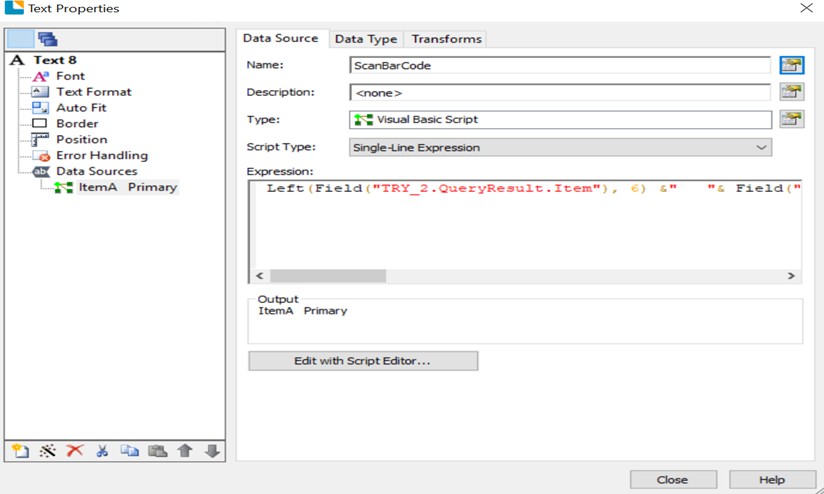 Text Properties
Text 8
Font
Text Format
Auto Fit
Border
Position
Error Handling
Data Sources
ItemA   Primary
Data Source
Data Type
Transforms
Name:
ScanBarCode
Description:
<none>
Type:
Visual Basic Script
Script Type:
Single-Line Expression
Expression:
Left(Field("TRY_2.QueryResult.Item"), 6) &"   "& Field("
Output
ItemA   Primary
Edit with Script Editor...
Close
Help